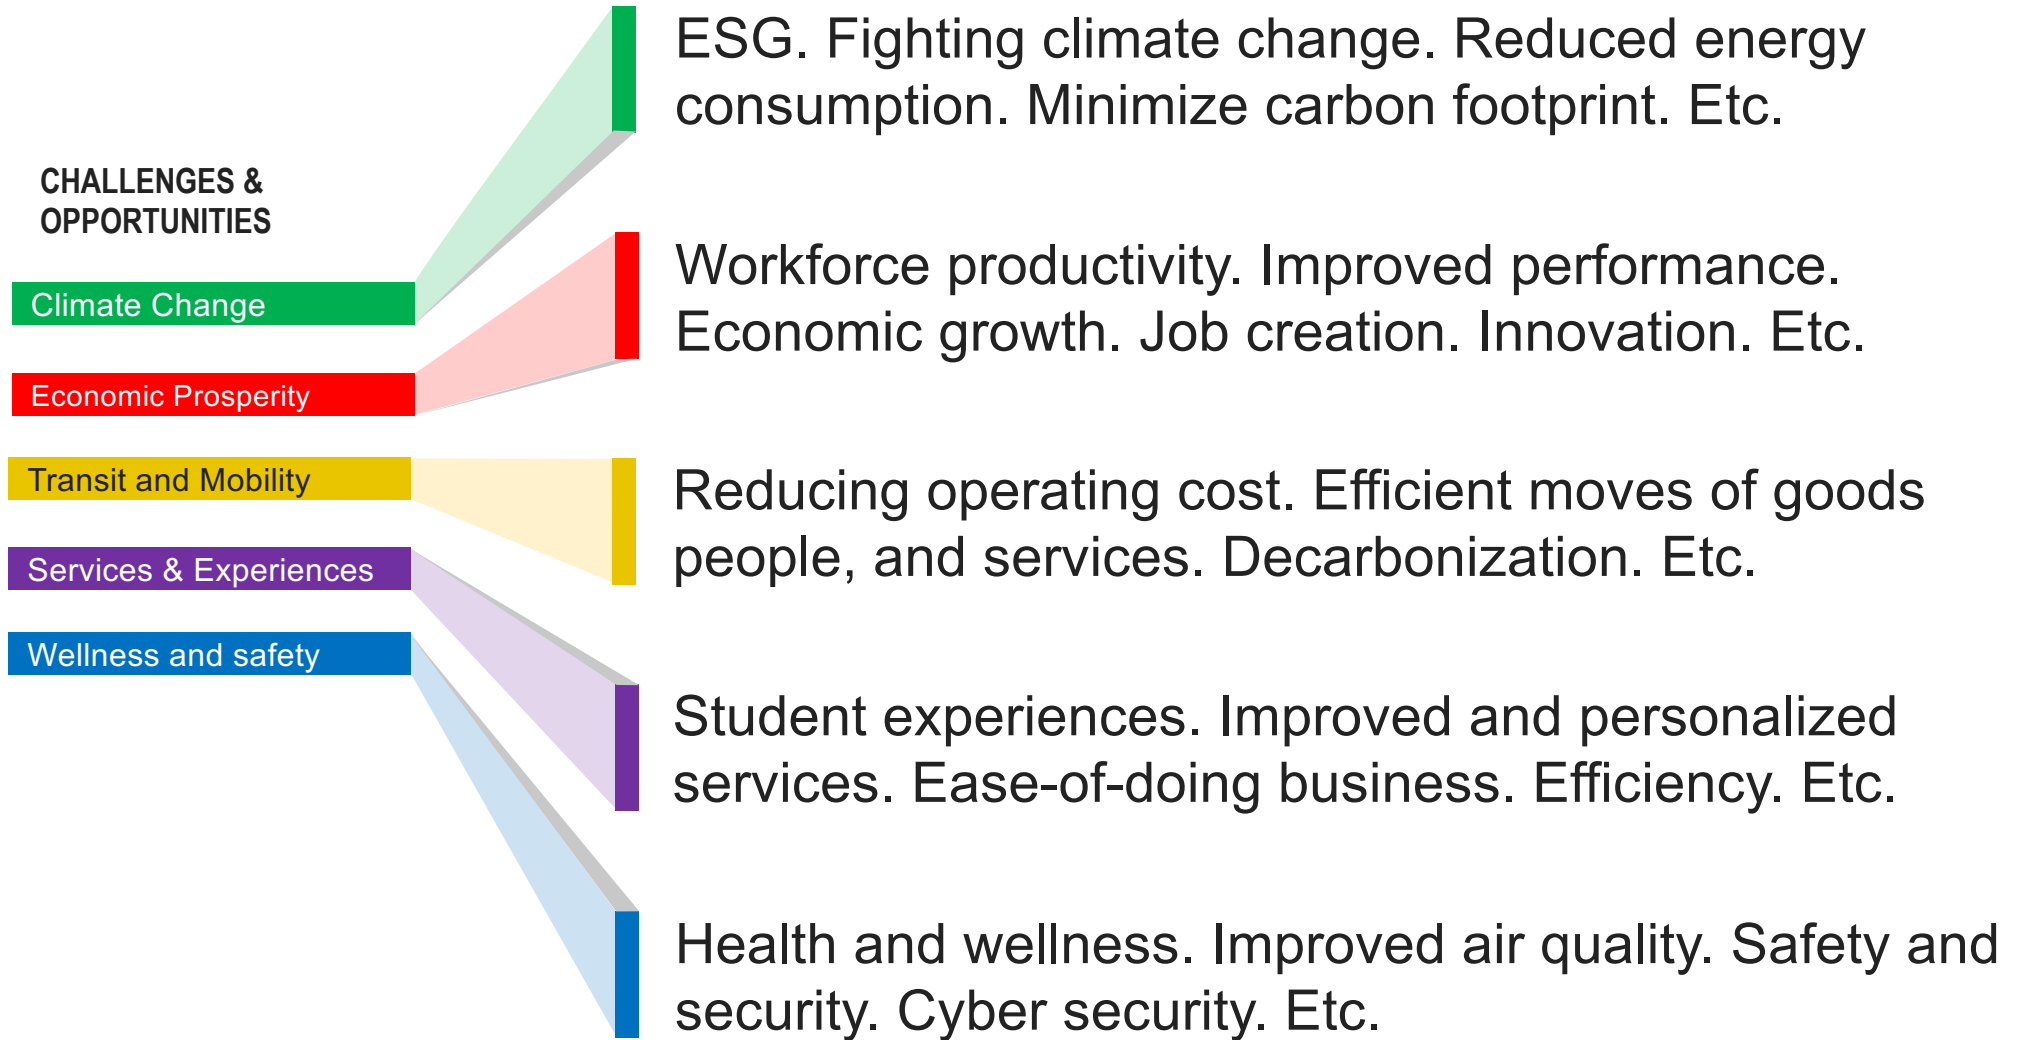 CHALLENGES &
OPPORTUNITIES
Climate Change
Economic Prosperity
Transit and Mobility
Services & Experiences
Wellness and safety
ESG. Fighting climate change. Reduced energy
consumption. Minimize carbon footprint. Etc.
Workforce productivity. Improved performance.
Economic growth. Job creation. Innovation. Etc.
Reducing operating cost. Efficient moves of goods
people, and services. Decarbonization. Etc.
Student experiences. Improved and personalized
services. Ease-of-doing business. Efficiency. Etc.
Health and wellness. Improved air quality. Safety and
security. Cyber security. Etc.